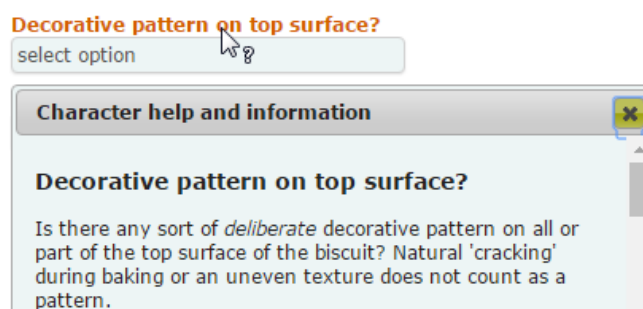 Decorative pattern on top surface?
select option
Character help and information
Decorative pattern on top surface?
Is there any sort of deliberate decorative pattern on all or
part of the top surface of the biscuit? Natural 'cracking'
during baking or an uneven texture does not count as a
pattern.